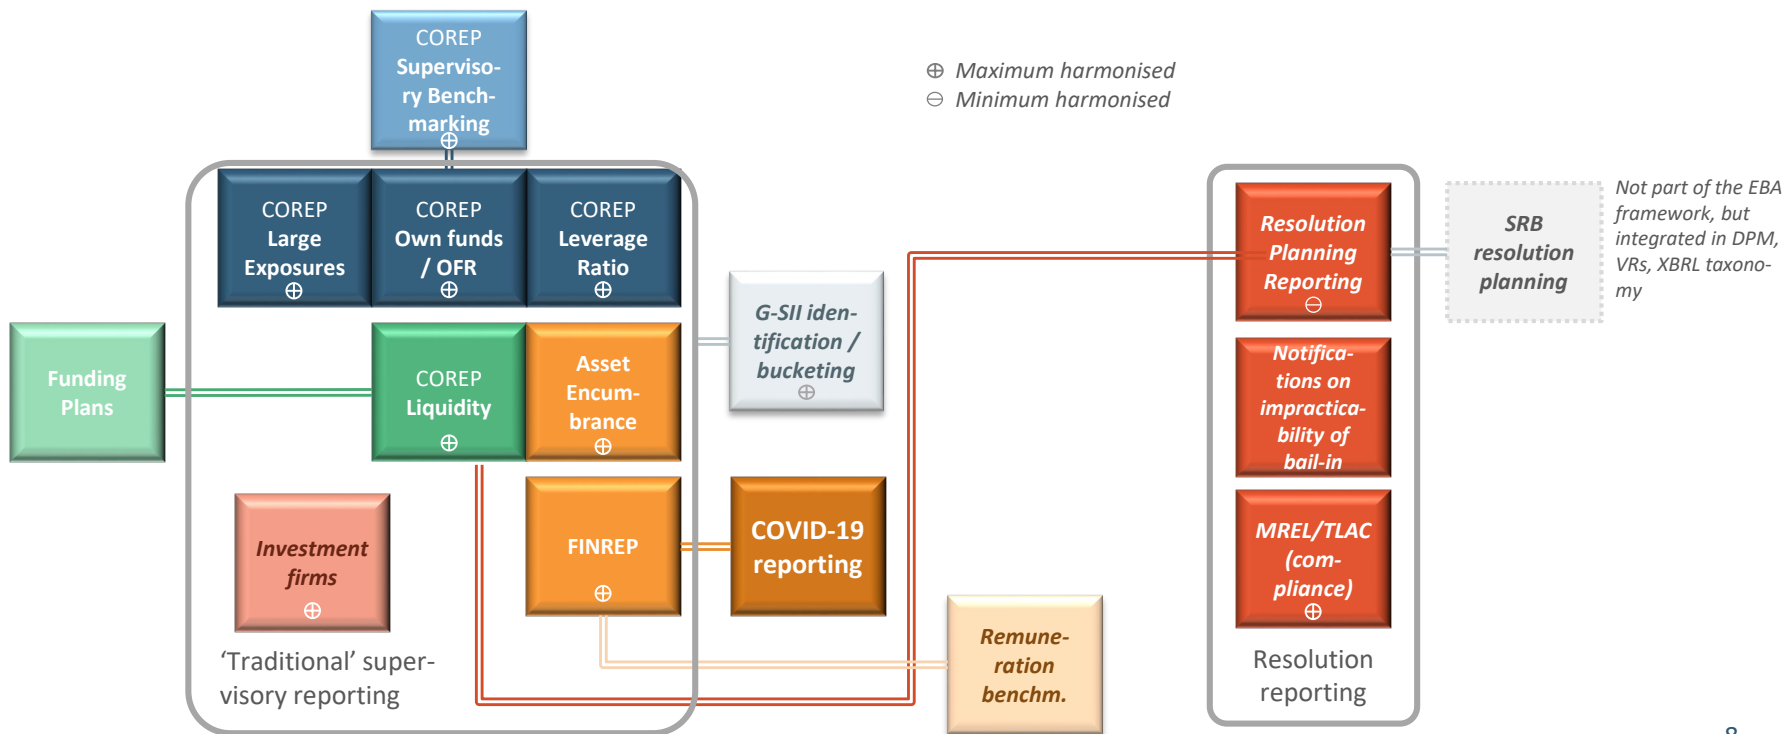 COREP
Superviso-
ry Bench-
marking
⊕
⊕ Maximum harmonised
⊖ Minimum harmonised
COREP
Large
Exposures
⊕
COREP
Own funds
/ OFR
⊕
COREP
Leverage
Ratio
⊕
Funding
Plans
COREP
Liquidity
⊕
Asset
Encum-
brance
⊕
G-SII iden-
tification /
bucketing
⊕
Investment
firms
⊕
FINREP
⊕
COVID-19
reporting
'Traditional' super-
visory reporting
Remune-
ration
benchm.
Resolution
Planning
Reporting
⊖
Notifica-
tions on
impractica-
bility of
bail-in
MREL/TLAC
(com-
pliance)
⊕
Resolution
reporting
SRB
resolution
planning
Not part of the EBA
framework, but
integrated in DPM,
VRs, XBRL taxono-
my